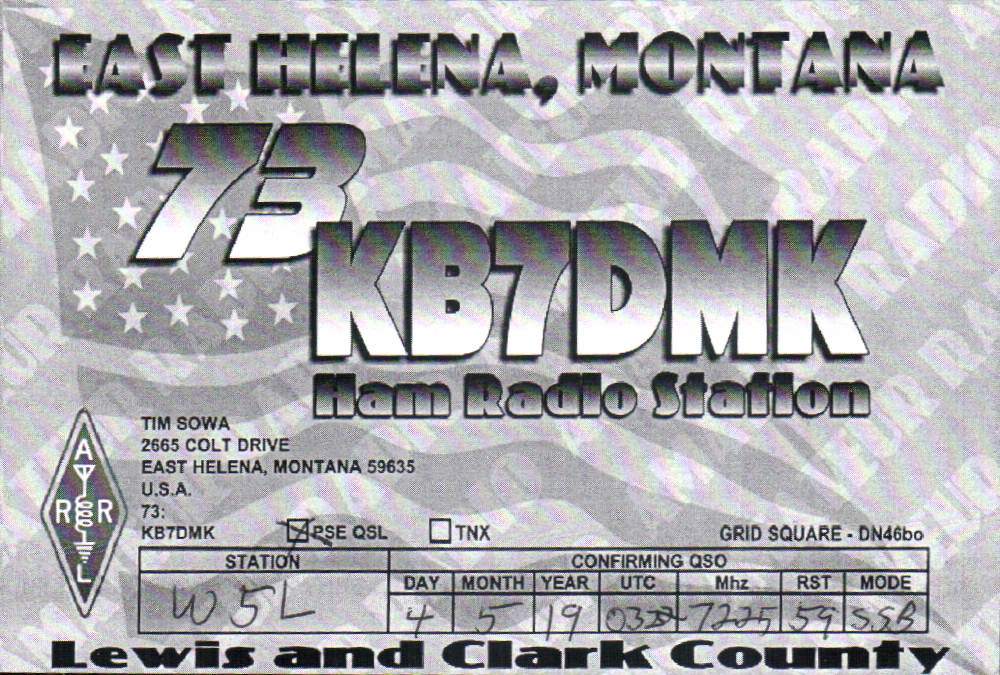 EAST HELENA, MONTANA
73
KB7DMK
Ham Radio Station
TIM SOWA
2665 COLT DRIVE
EAST HELENA, MONTANA 59635
U.S.A.
73:
KB7DMK PSE QSL TNX GRID SQUARE - DN46bo
A
R R
L
STATION CONFIRMING QSO
DAY MONTH YEAR UTC Mhz RST MODE
W5L 4 5 19 7225 59 SSB
Lewis and Clark County